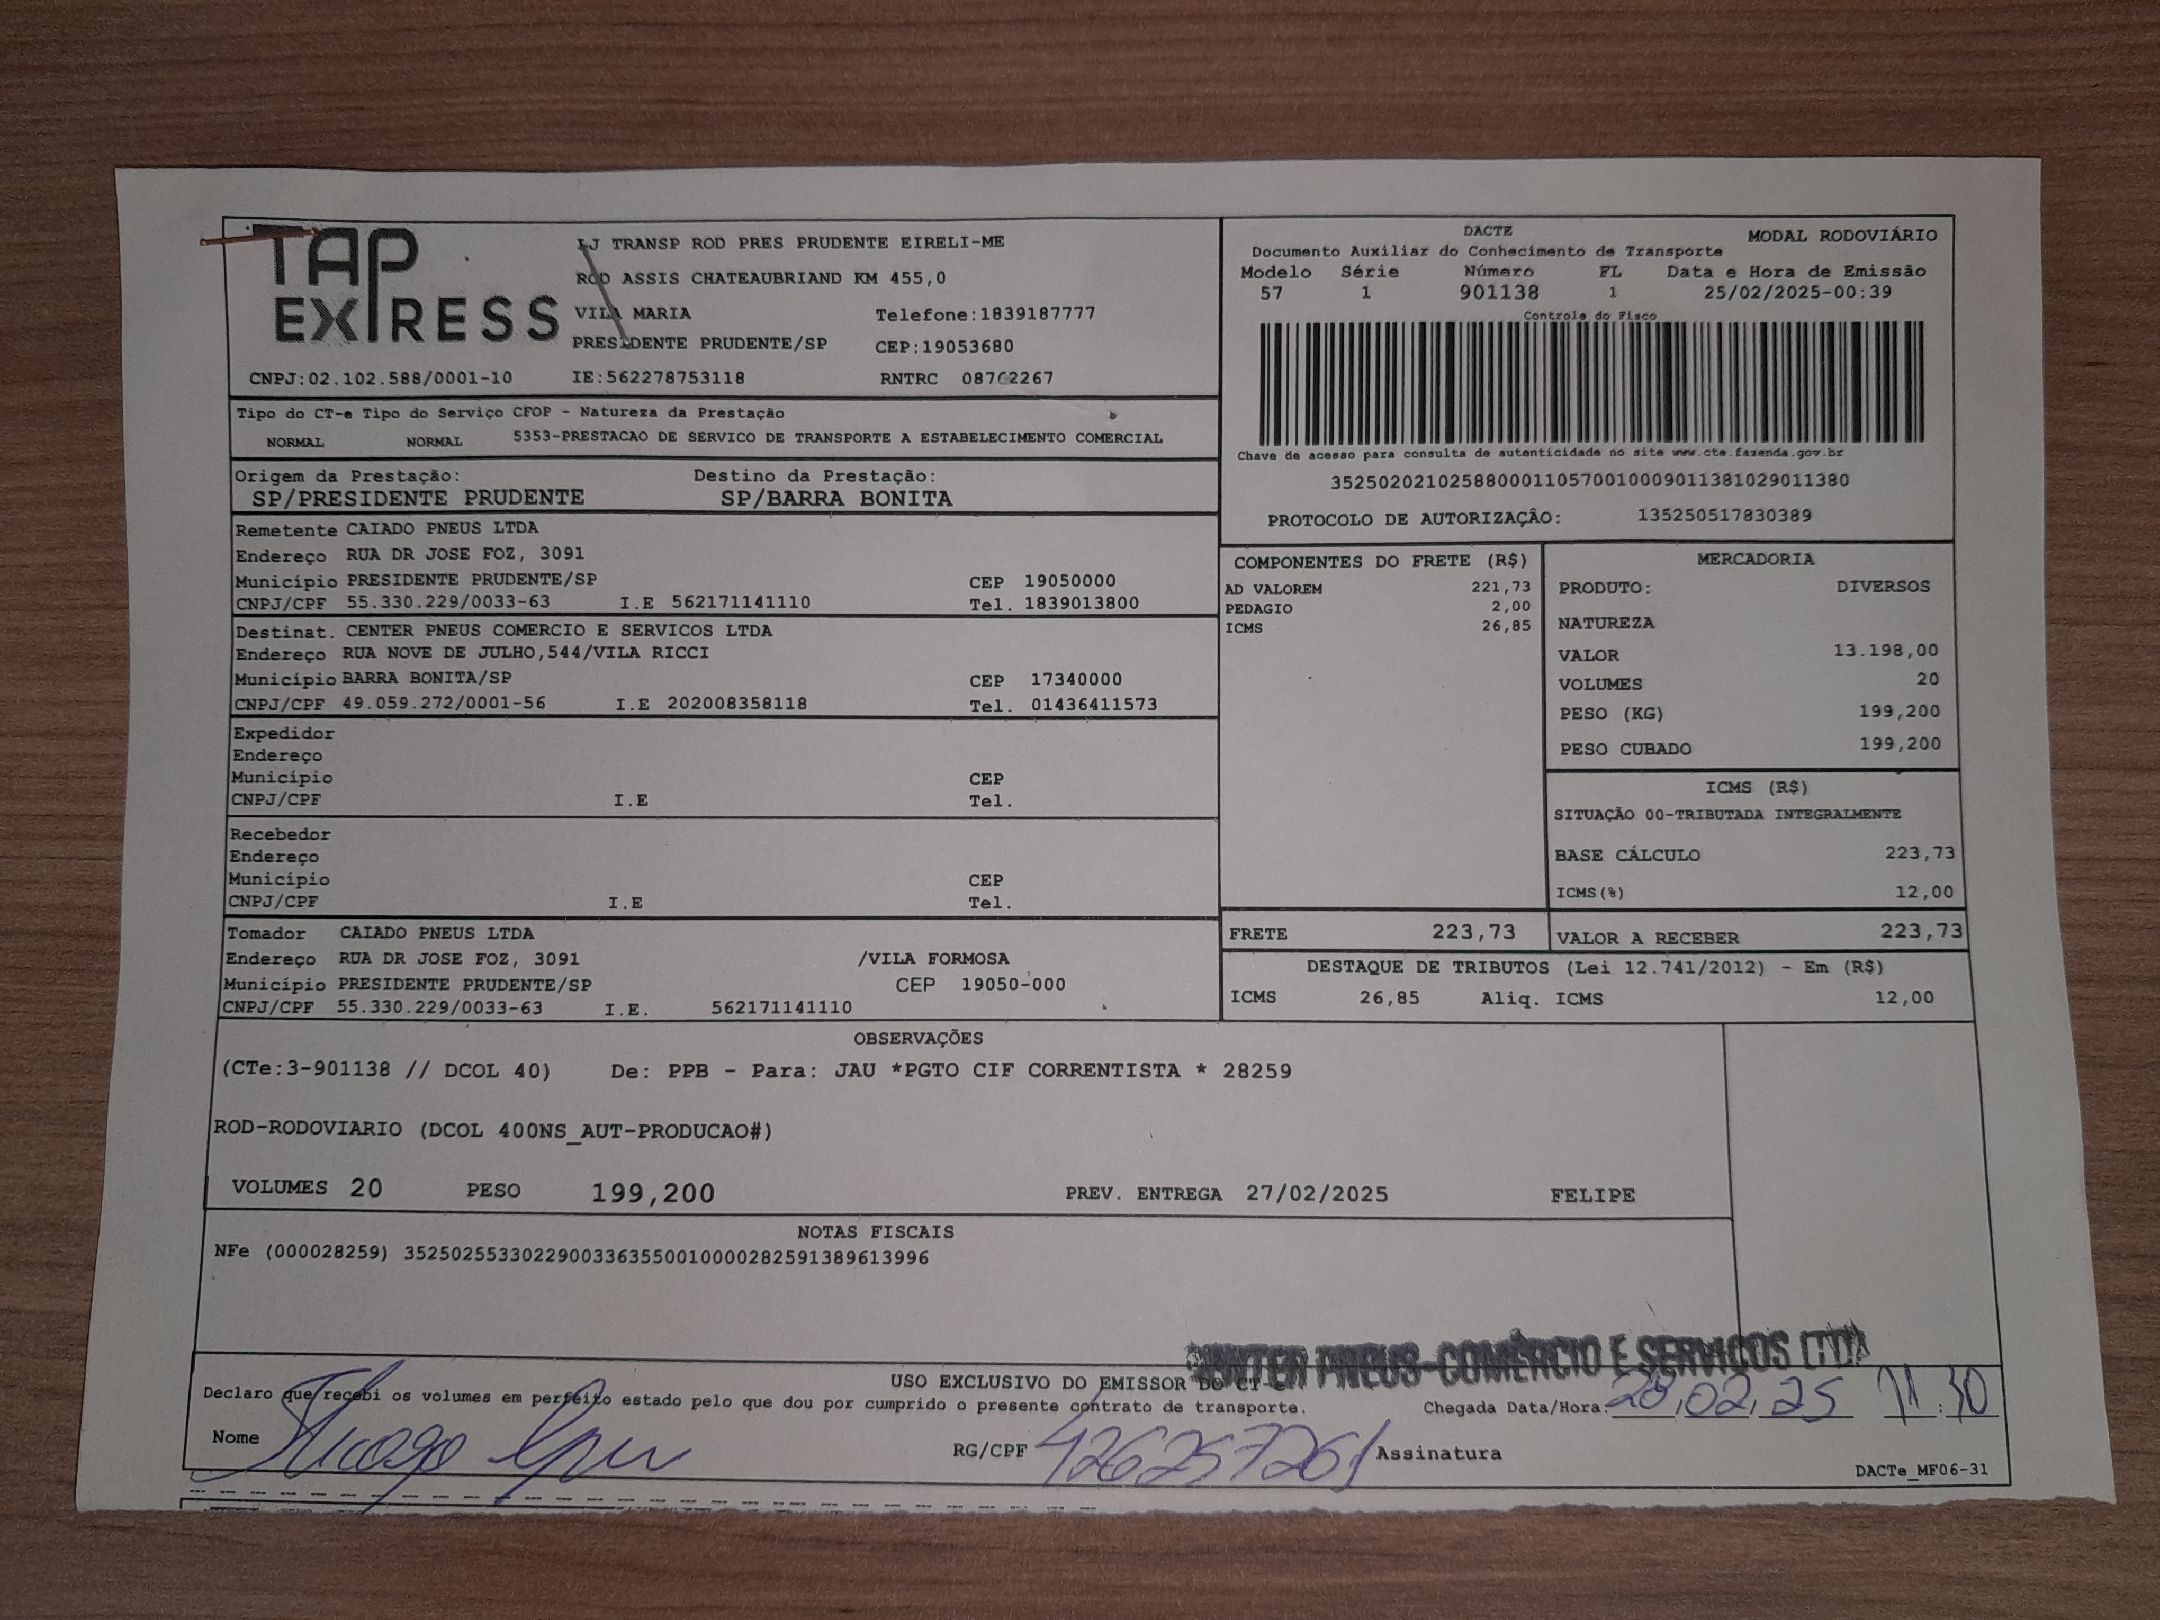 TAP
EXPRESS
LJ TRANSP ROD PRES PRUDENTE EIRELI-ME
ROD ASSIS CHATEAUBRIAND KM 455,0
VILA MARIA Telefone:1839187777
PRESIDENTE PRUDENTE/SP CEP:19053680
CNPJ:02.102.588/0001-10 IE:562278753118 RNTRC 08762267
DACTE
MODAL RODOVIÁRIO
Documento Auxiliar do Conhecimento de Transporte
Modelo Série Número FL Data e Hora de Emissão
57 1 901138 1 25/02/2025-00:39
Controle do Fisco
Chave de acesso para consulta de autenticidade no site www.cte.fazenda.gov.br
35250202102588000110570010009011381029011380
PROTOCOLO DE AUTORIZAÇÃO: 135250517830389
Tipo do CT-e Tipo do Serviço CFOP - Natureza da Prestação
NORMAL NORMAL 5353-PRESTACAO DE SERVICO DE TRANSPORTE A ESTABELECIMENTO COMERCIAL
Origem da Prestação: Destino da Prestação:
SP/PRESIDENTE PRUDENTE SP/BARRA BONITA
Remetente CAIADO PNEUS LTDA
Endereço RUA DR JOSE FOZ, 3091
Município PRESIDENTE PRUDENTE/SP CEP 19050000
CNPJ/CPF 55.330.229/0033-63 I.E 562171141110 Tel. 1839013800
Destinat. CENTER PNEUS COMERCIO E SERVICOS LTDA
Endereço RUA NOVE DE JULHO,544/VILA RICCI
Município BARRA BONITA/SP CEP 17340000
CNPJ/CPF 49.059.272/0001-56 I.E 202008358118 Tel. 01436411573
Expedidor
Endereço
Município CEP
CNPJ/CPF I.E Tel.
Recebedor
Endereço
Município CEP
CNPJ/CPF I.E Tel.
Tomador CAIADO PNEUS LTDA
Endereço RUA DR JOSE FOZ, 3091 /VILA FORMOSA
Município PRESIDENTE PRUDENTE/SP CEP 19050-000
CNPJ/CPF 55.330.229/0033-63 I.E. 562171141110
COMPONENTES DO FRETE (R$)
AD VALOREM 221,73
PEDAGIO 2,00
ICMS 26,85
MERCADORIA
PRODUTO: DIVERSOS
NATUREZA
VALOR 13.198,00
VOLUMES 20
PESO (KG) 199,200
PESO CUBADO 199,200
ICMS (R$)
SITUAÇÃO 00-TRIBUTADA INTEGRALMENTE
BASE CÁLCULO 223,73
ICMS(%) 12,00
FRETE 223,73 VALOR A RECEBER 223,73
DESTAQUE DE TRIBUTOS (Lei 12.741/2012) - Em (R$)
ICMS 26,85 Aliq. ICMS 12,00
OBSERVAÇÕES
(CTe:3-901138 // DCOL 40) De: PPB - Para: JAU *PGTO CIF CORRENTISTA * 28259
ROD-RODOVIARIO (DCOL 400NS_AUT-PRODUCAO#)
VOLUMES 20 PESO 199,200 PREV. ENTREGA 27/02/2025 FELIPE
NOTAS FISCAIS
NFe (000028259) 35250255330229003363550010000282591389613996
CENTER PNEUS-COMÉRCIO E SERVIÇOS LTDA
USO EXCLUSIVO DO EMISSOR DO CT-e
Declaro que recebi os volumes em perfeito estado pelo que dou por cumprido o presente contrato de transporte. Chegada Data/Hora: 28,02,25 11:30
Nome Thiago RG/CPF 426257261 Assinatura
DACTe_MF06-31